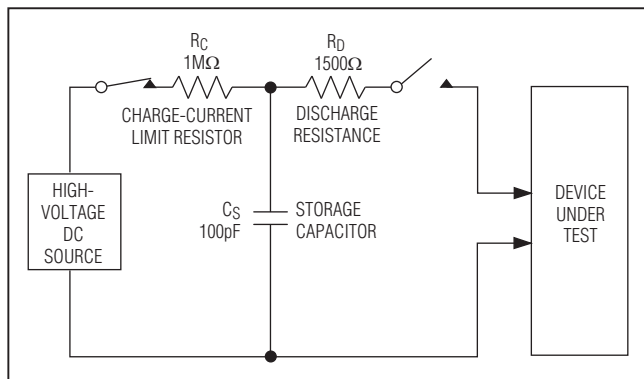 RC
1MΩ
CHARGE-CURRENT
LIMIT RESISTOR
RD
1500Ω
DISCHARGE
RESISTANCE
HIGH-
VOLTAGE
DC
SOURCE
CS
100pF
STORAGE
CAPACITOR
DEVICE
UNDER
TEST